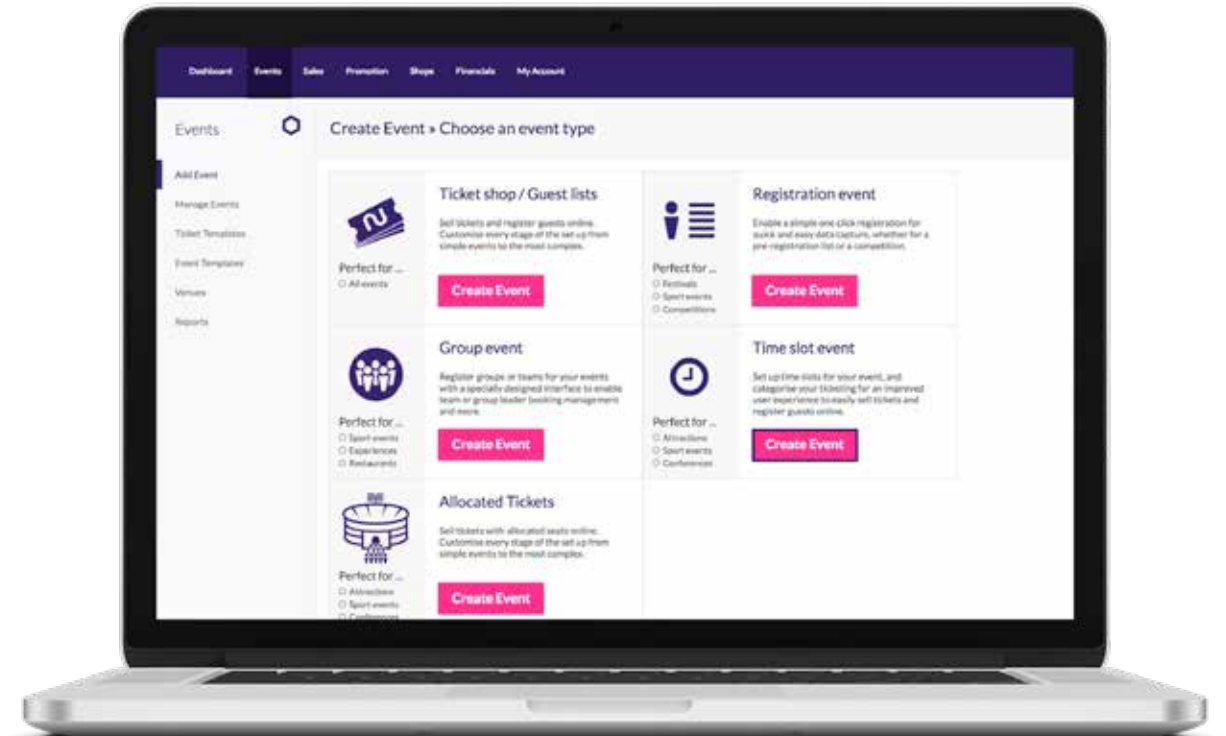 Dashboard Events Sales Promotion Shops Financials My Account
Events
Create Event » Choose an event type
Add Event
Manage Events
Ticket Templates
Event Templates
Venues
Reports
Ticket shop / Guest lists
Sell tickets and register guests online.
Customise every stage of the set up from
simple events to the most complex.
Perfect for ...
All events
Create Event
Registration event
Enable a simple one click registration for
quick and easy data capture, whether for a
pre-registration list or a competition.
Perfect for ...
Festivals
Sport events
Competitions
Create Event
Group event
Register groups or teams for your events
with a specially designed interface to enable
team or group leader booking management
and more.
Perfect for ...
Sport events
Experiences
Restaurants
Create Event
Time slot event
Set up time slots for your event, and
categorise your ticketing for an improved
user experience to easily sell tickets and
register guests online.
Perfect for ...
Attractions
Sport events
Conferences
Create Event
Allocated Tickets
Sell tickets with allocated seats online.
Customise every stage of the set up from
simple events to the most complex.
Perfect for ...
Attractions
Sport events
Conferences
Create Event